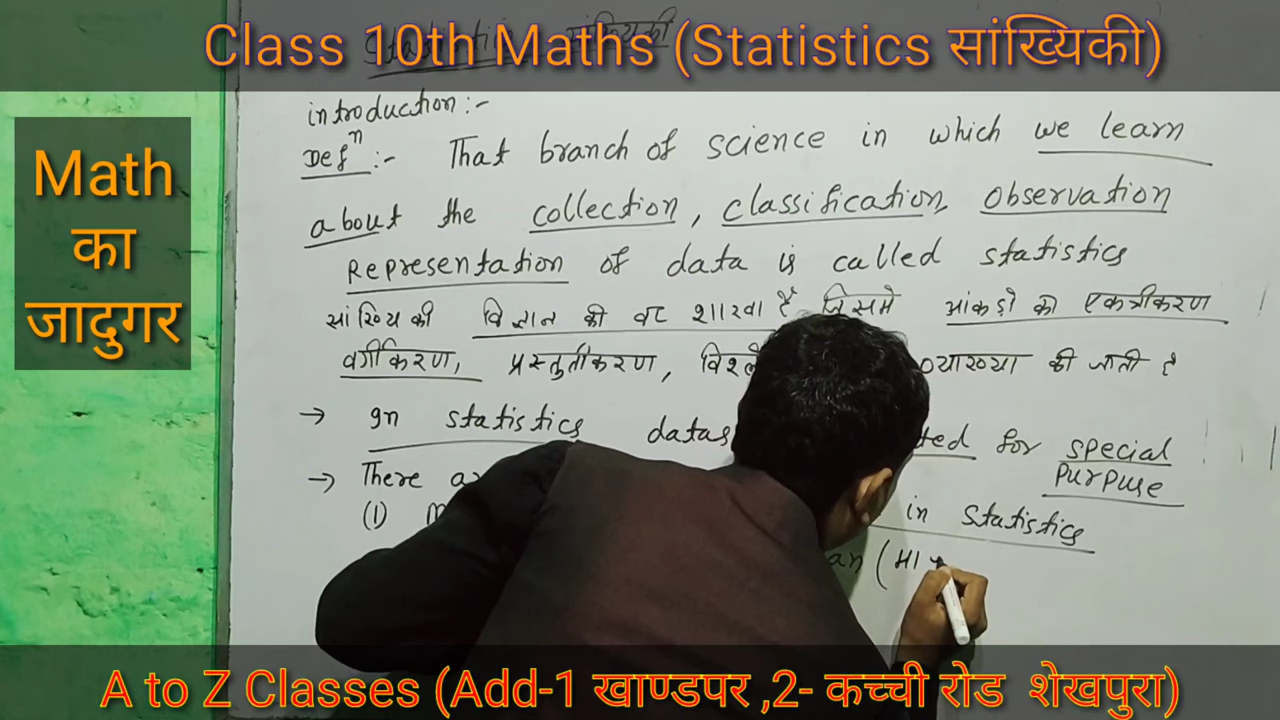 Class 10th Maths (Statistics सांख्यिकी)
Math
का
जादुगर
introduction:-
Defⁿ:- That branch of science in which we learn
about the collection, classification, observation
Representation of data is called statistics
सांख्यिकी विज्ञान की वह शाखा है जिसमे आंकड़ो को एकत्रीकरण
वर्गीकरण, प्रस्तुतीकरण, व्याख्या की जाती है
→ In statistics datas for special
Purpuse
→ There
in statistics
(1)
A to Z Classes (Add-1 खाण्डपर ,2- कच्ची रोड शेखपुरा)